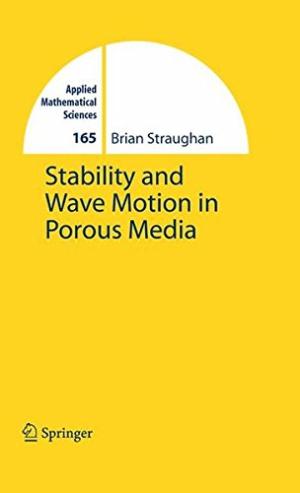 Applied
Mathematical
Sciences
165 Brian Straughan
Stability and
Wave Motion in
Porous Media
Springer